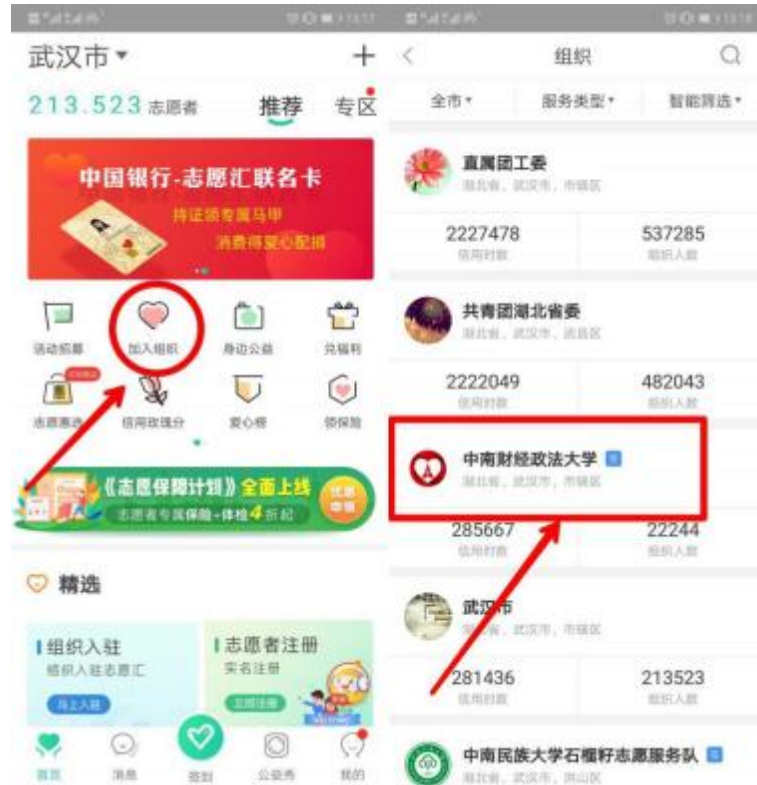 武汉市
213.523 志愿者 推荐 专区
中国银行-志愿汇联名卡
持证领专属马甲
消费得爱心配捐
活动招募 加入组织 身边公益 兑福利
志愿惠选 信用玫瑰分 爱心榜 领保险
《志愿保障计划》全面上线
志愿者专属保险+体检4折起
精选
组织入驻
组织入驻志愿汇
马上入驻
志愿者注册
实名注册
立即注册
首页 消息 签到 公益秀 我的
组织
全市 服务类型 智能筛选
直属团工委
湖北省，武汉市，市辖区
2227478 537285
信用时数 组织人数
共青团湖北省委
湖北省，武汉市，武昌区
2222049 482043
信用时数 组织人数
中南财经政法大学
湖北省，武汉市，市辖区
285667 22244
信用时数 组织人数
武汉市
湖北省，武汉市，市辖区
281436 213523
信用时数 组织人数
中南民族大学石榴籽志愿服务队
湖北省，武汉市，洪山区